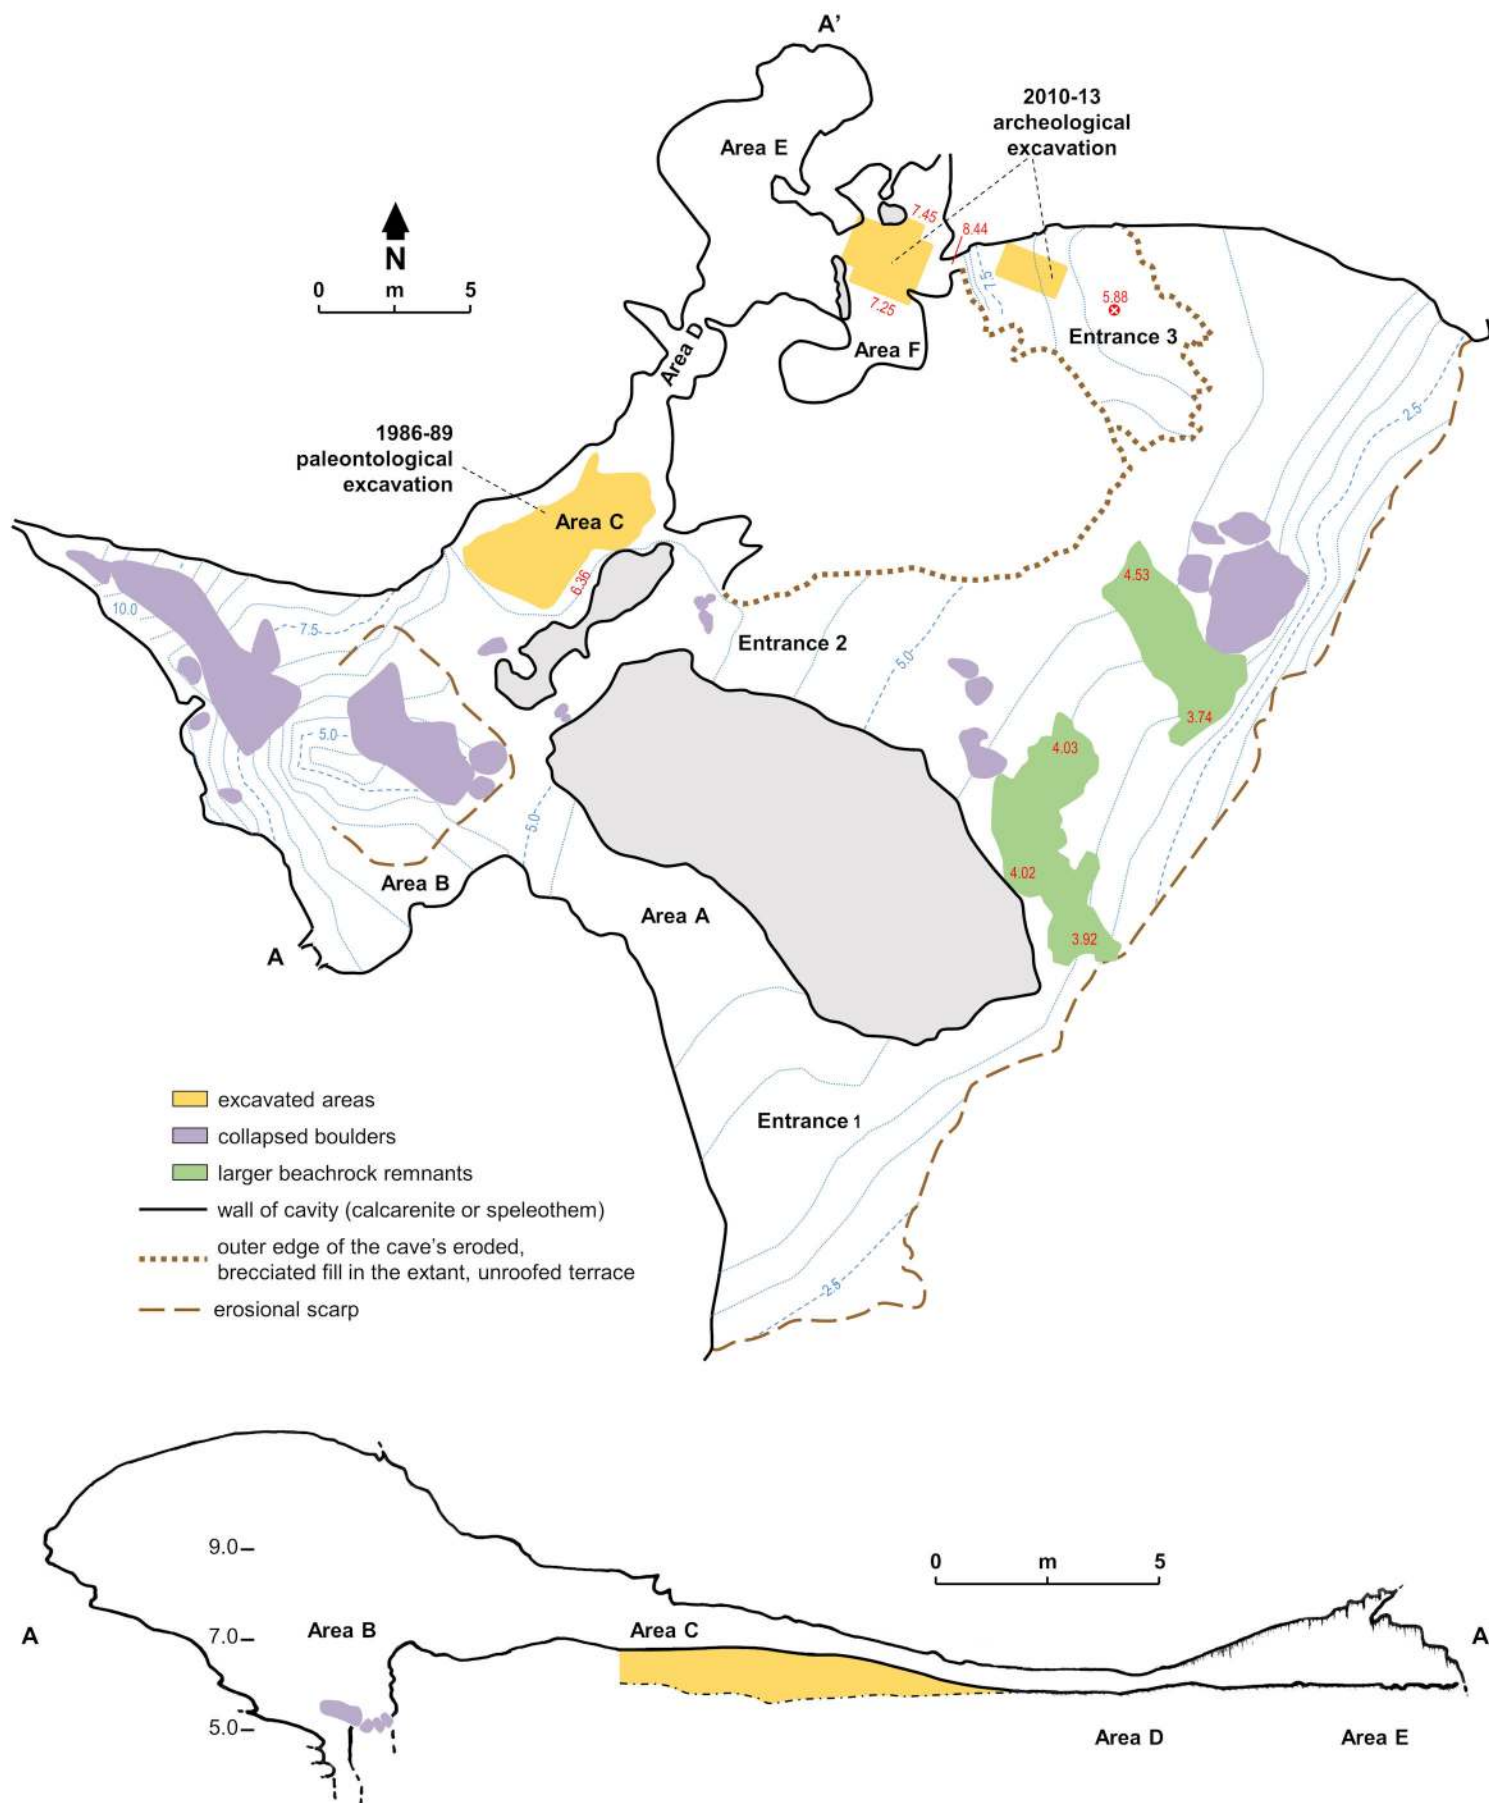 A’
2010-13
archeological
excavation
Area E
7.45
8.44
N
0 m 5
7.5
5.88
7.25
Entrance 3
Area F
Area D
2.5
1986-89
paleontological
excavation
Area C
6.36
4.53
10.0
7.5
Entrance 2
5.0
3.74
5.0
4.03
5.0
4.02
Area B
Area A
3.92
A
Entrance 1
excavated areas
collapsed boulders
larger beachrock remnants
wall of cavity (calcarenite or speleothem)
outer edge of the cave’s eroded,
brecciated fill in the extant, unroofed terrace
2.5
erosional scarp
9.0
0 m 5
A
7.0
Area B
Area C
A
5.0
Area D
Area E